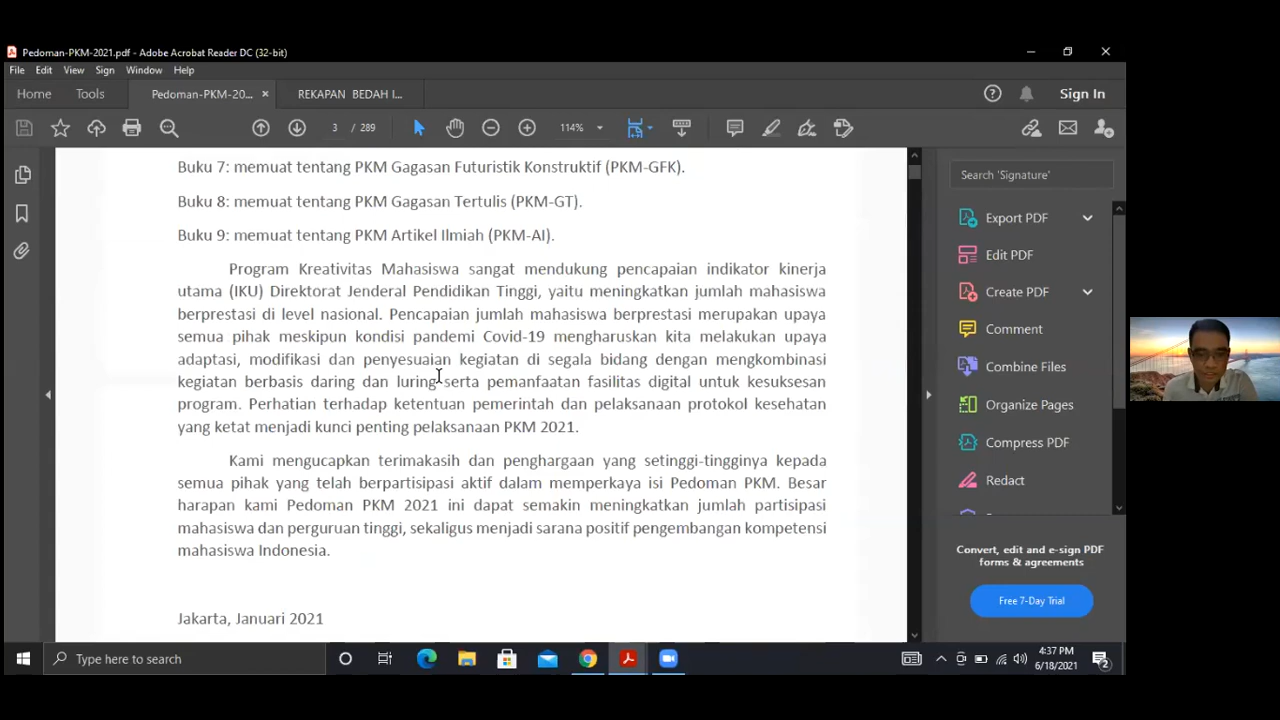 Pedoman-PKM-2021.pdf - Adobe Acrobat Reader DC (32-bit)
File Edit View Sign Window Help
Home Tools Pedoman-PKM-20... × REKAPAN BEDAH I... Sign In
3 / 289 114%
Buku 7: memuat tentang PKM Gagasan Futuristik Konstruktif (PKM-GFK).
Buku 8: memuat tentang PKM Gagasan Tertulis (PKM-GT).
Buku 9: memuat tentang PKM Artikel Ilmiah (PKM-AI).
Program Kreativitas Mahasiswa sangat mendukung pencapaian indikator kinerja
utama (IKU) Direktorat Jenderal Pendidikan Tinggi, yaitu meningkatkan jumlah mahasiswa
berprestasi di level nasional. Pencapaian jumlah mahasiswa berprestasi merupakan upaya
semua pihak meskipun kondisi pandemi Covid-19 mengharuskan kita melakukan upaya
adaptasi, modifikasi dan penyesuaian kegiatan di segala bidang dengan mengkombinasi
kegiatan berbasis daring dan luring serta pemanfaatan fasilitas digital untuk kesuksesan
program. Perhatian terhadap ketentuan pemerintah dan pelaksanaan protokol kesehatan
yang ketat menjadi kunci penting pelaksanaan PKM 2021.
Kami mengucapkan terimakasih dan penghargaan yang setinggi-tingginya kepada
semua pihak yang telah berpartisipasi aktif dalam memperkaya isi Pedoman PKM. Besar
harapan kami Pedoman PKM 2021 ini dapat semakin meningkatkan jumlah partisipasi
mahasiswa dan perguruan tinggi, sekaligus menjadi sarana positif pengembangan kompetensi
mahasiswa Indonesia.
Jakarta, Januari 2021
Search 'Signature'
Export PDF
Edit PDF
Create PDF
Comment
Combine Files
Organize Pages
Compress PDF
Redact
Convert, edit and e-sign PDF
forms & agreements
Free 7-Day Trial
Type here to search
4:37 PM
6/18/2021
2